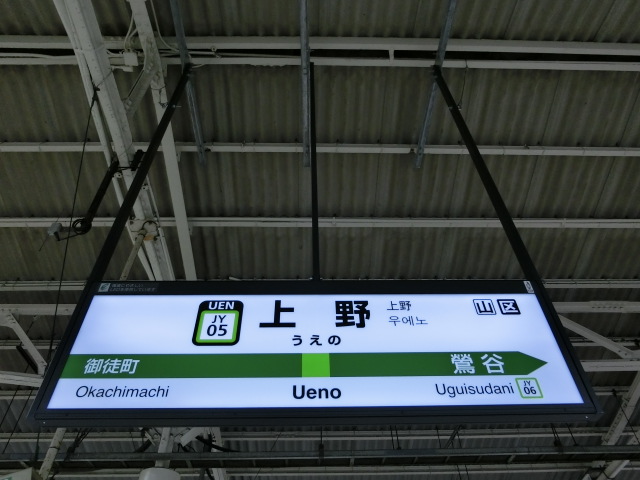 UEN
JY
05
上野
上野
우에노
山区
うえの
御徒町
鶯谷
Okachimachi
Ueno
Uguisudani
JY
06